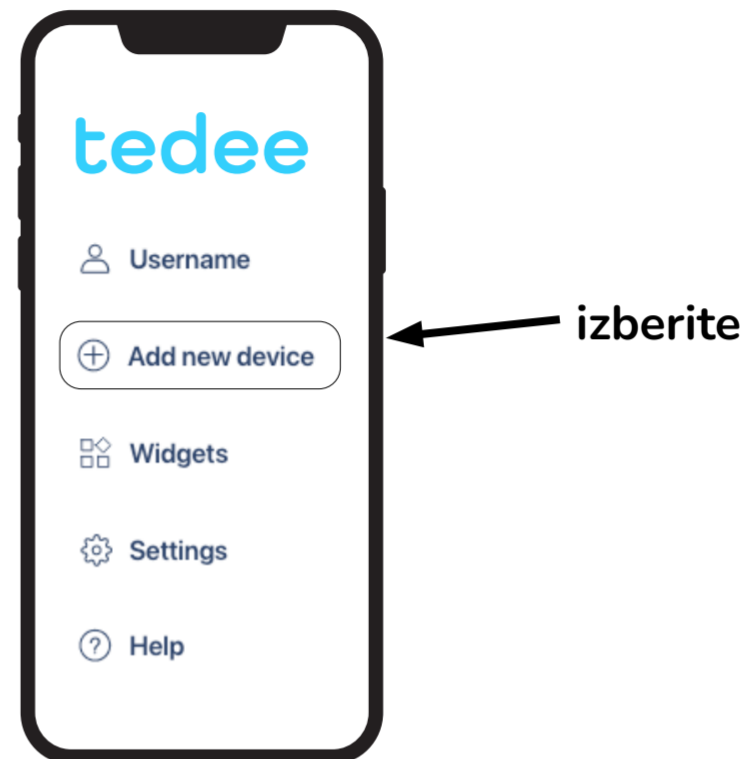 tedee
Username
Add new device
izberite
Widgets
Settings
Help